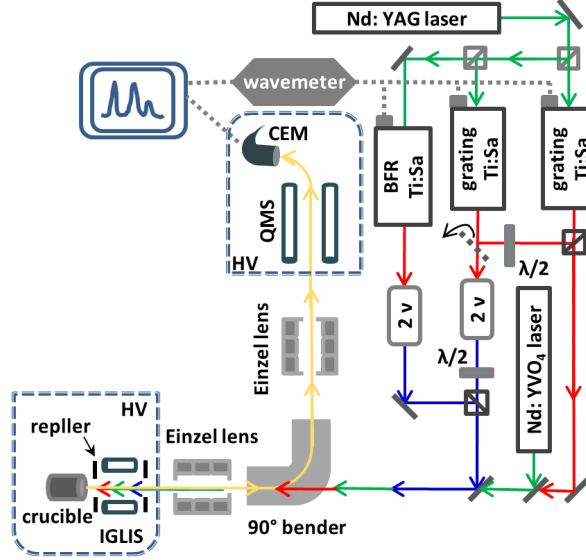 Nd: YAG laser
wavemeter
CEM
QMS
HV
BFR
Ti:Sa
grating
Ti:Sa
grating
Ti:Sa
λ/2
2 ν
2 ν
λ/2
Nd: YVO₄ laser
Einzel lens
HV
repller
Einzel lens
crucible
IGLIS
90° bender